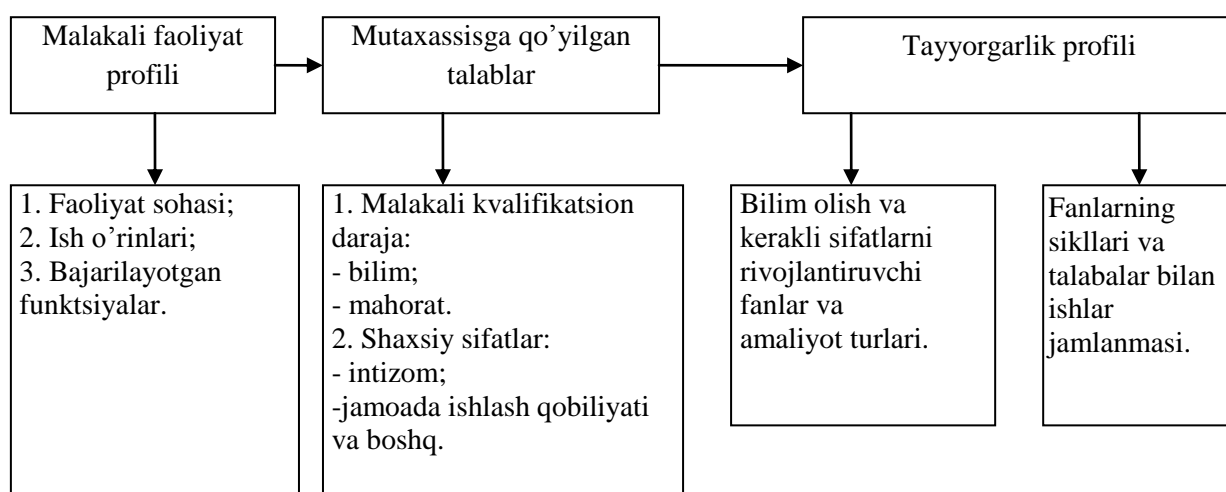 Malakali faoliyat
profili
Mutaxassisga qo’yilgan
talablar
Tayyorgarlik profili
1. Faoliyat sohasi;
2. Ish o’rinlari;
3. Bajarilayotgan
funktsiyalar.
1. Malakali kvalifikatsion
daraja:
- bilim;
- mahorat.
2. Shaxsiy sifatlar:
- intizom;
-jamoada ishlash qobiliyati
va boshq.
Bilim olish va
kerakli sifatlarni
rivojlantiruvchi
fanlar va
amaliyot turlari.
Fanlarning
sikllari va
talabalar bilan
ishlar
jamlanmasi.